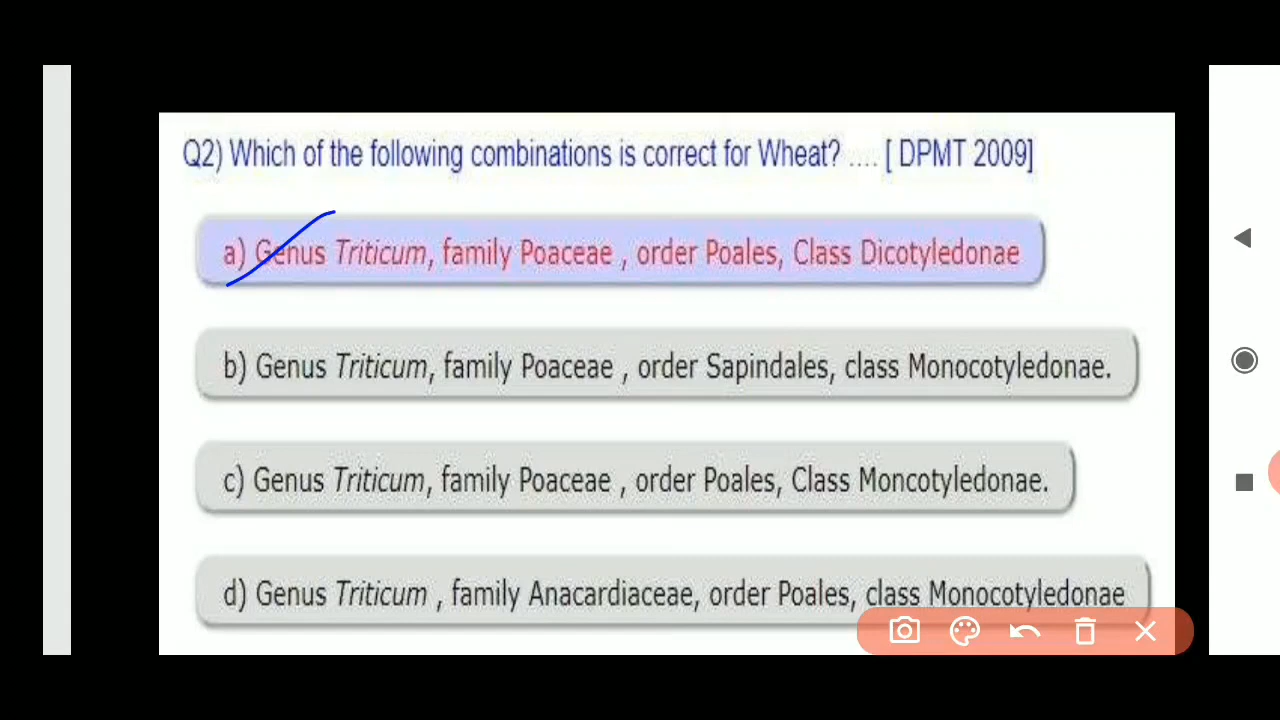 Q2) Which of the following combinations is correct for Wheat? .... [ DPMT 2009]
a) Genus Triticum, family Poaceae , order Poales, Class Dicotyledonae
b) Genus Triticum, family Poaceae , order Sapindales, class Monocotyledonae.
c) Genus Triticum, family Poaceae , order Poales, Class Moncotyledonae.
d) Genus Triticum , family Anacardiaceae, order Poales, class Monocotyledonae